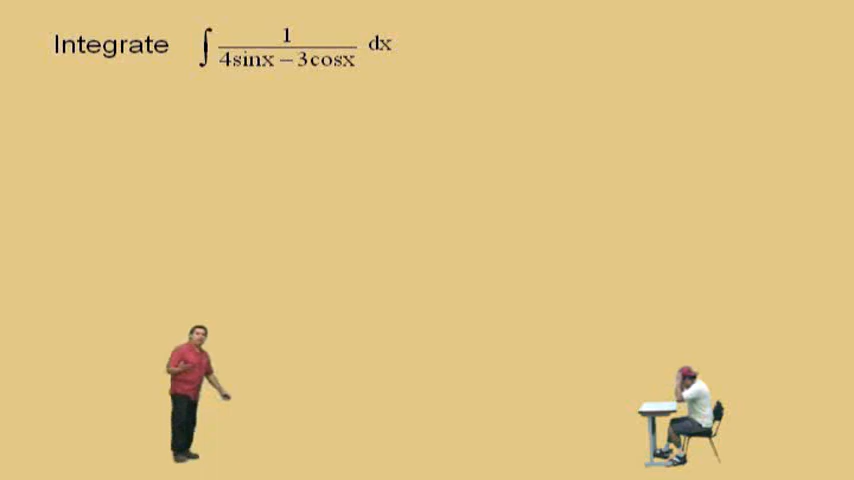 Integrate ∫ 1/(4sinx − 3cosx) dx